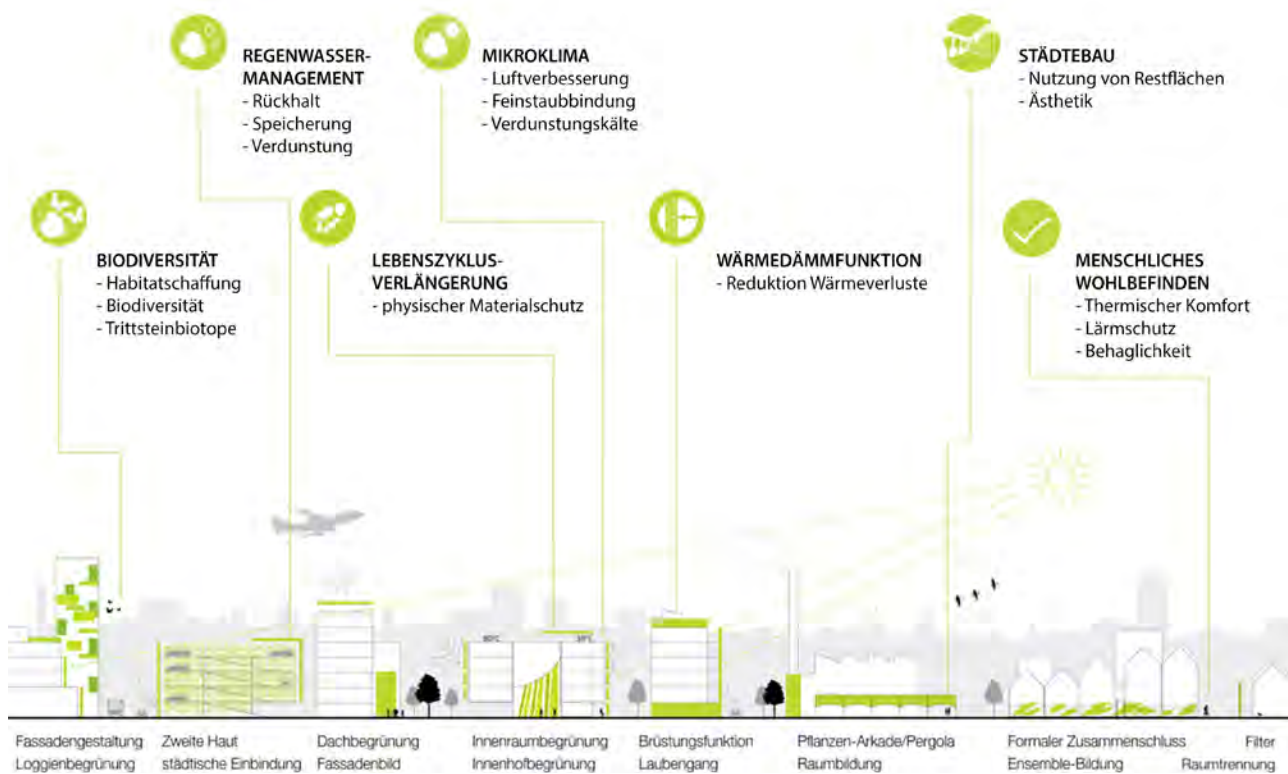 REGENWASSER-
MANAGEMENT
- Rückhalt
- Speicherung
- Verdunstung
MIKROKLIMA
- Luftverbesserung
- Feinstaubbindung
- Verdunstungskälte
STÄDTEBAU
- Nutzung von Restflächen
- Ästhetik
BIODIVERSITÄT
- Habitatschaffung
- Biodiversität
- Trittsteinbiotope
LEBENSZYKLUS-
VERLÄNGERUNG
- physischer Materialschutz
WÄRMEDÄMMFUNKTION
- Reduktion Wärmeverluste
MENSCHLICHES
WOHLBEFINDEN
- Thermischer Komfort
- Lärmschutz
- Behaglichkeit
Fassadengestaltung
Loggienbegrünung
Zweite Haut
städtische Einbindung
Dachbegrünung
Fassadenbild
Innenraumbegrünung
Innenhofbegrünung
Brüstungsfunktion
Laubengang
Pflanzen-Arkade/Pergola
Raumbildung
Formaler Zusammenschluss
Ensemble-Bildung
Filter
Raumtrennung